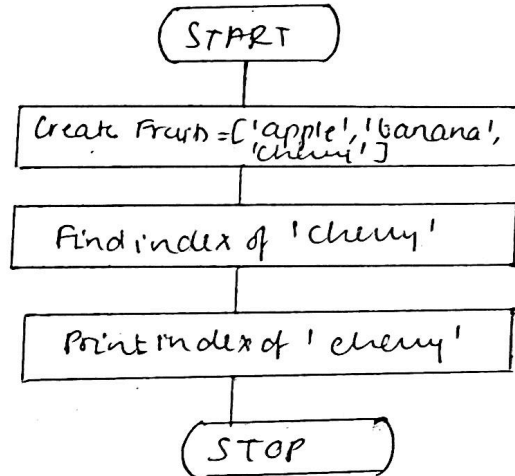 START
Create Fruits=['apple','banana',
'cherry']
Find index of 'cherry'
Print index of 'cherry'
STOP